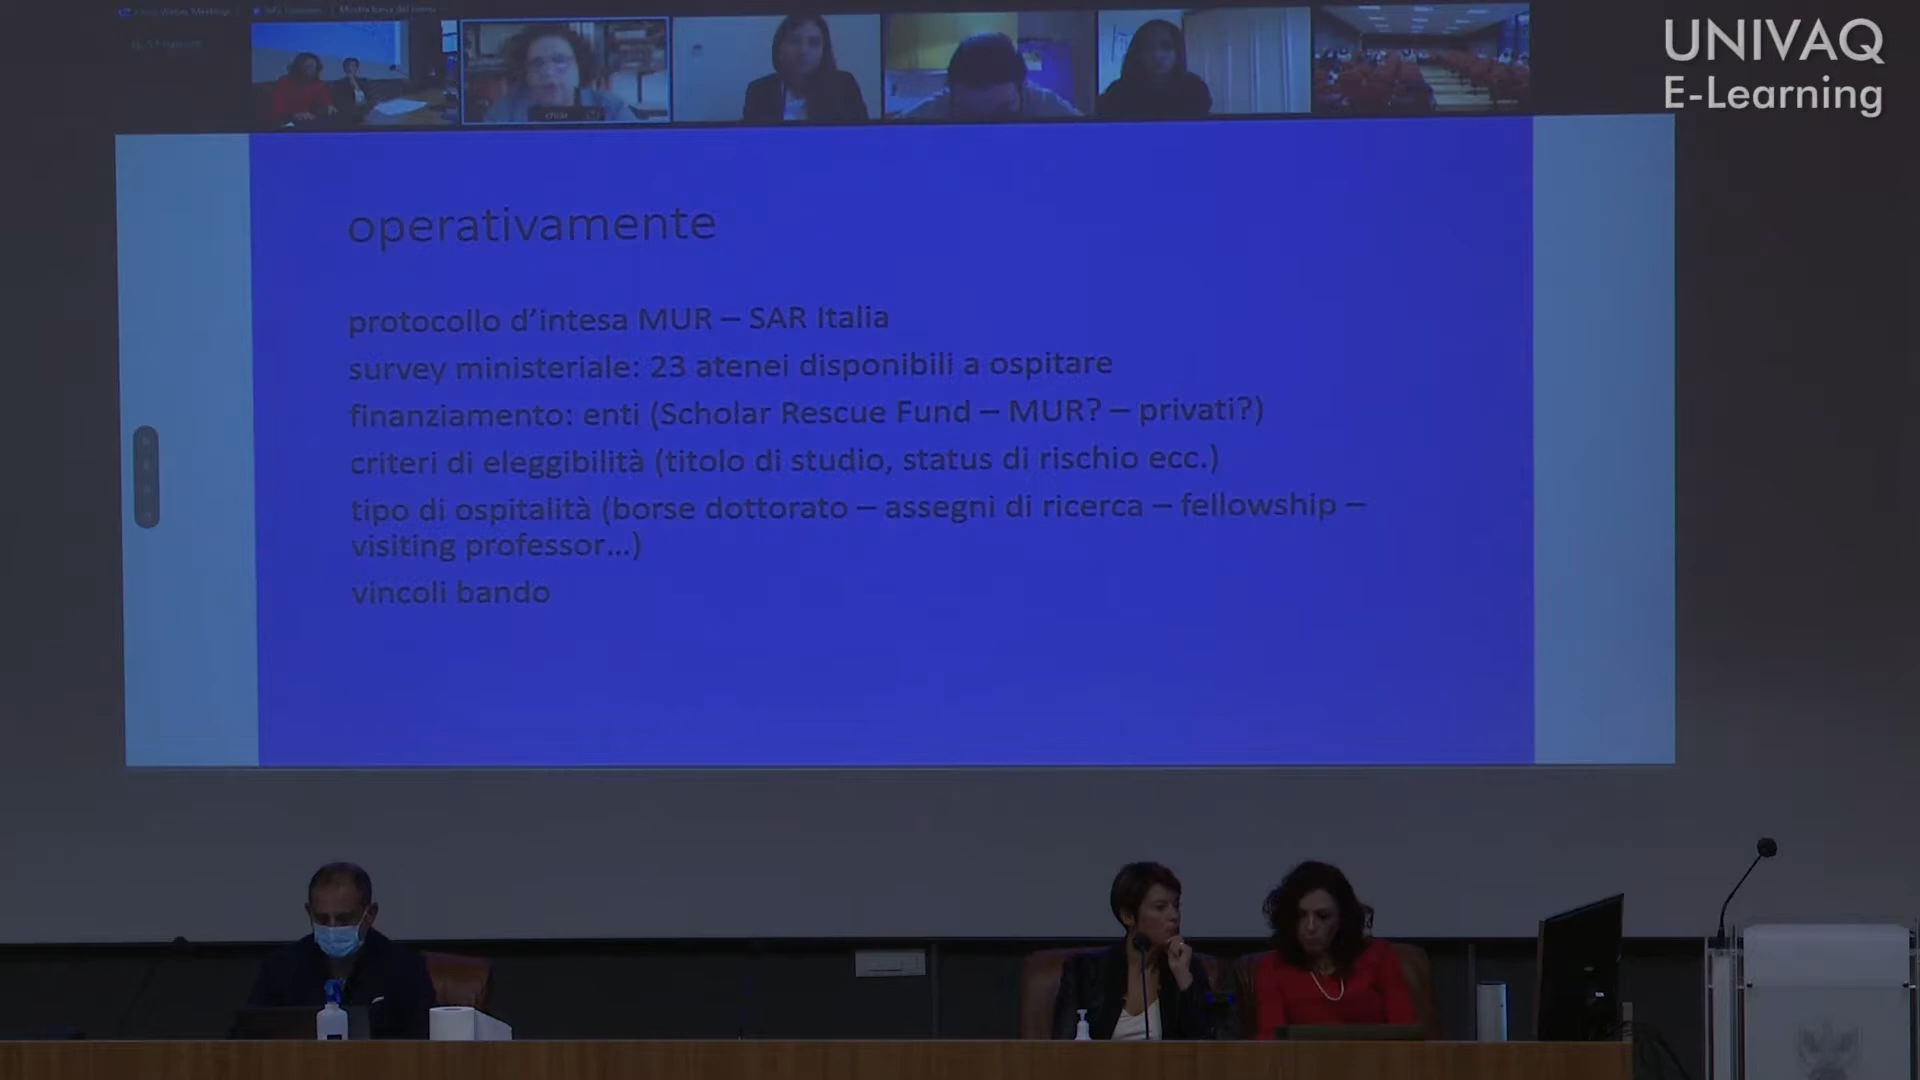 UNIVAQ
E-Learning
operativamente
protocollo d'intesa MUR – SAR Italia
survey ministeriale: 23 atenei disponibili a ospitare
finanziamento: enti (Scholar Rescue Fund – MUR? – privati?)
criteri di eleggibilità (titolo di studio, status di rischio ecc.)
tipo di ospitalità (borse dottorato – assegni di ricerca – fellowship –
visiting professor...)
vincoli bando